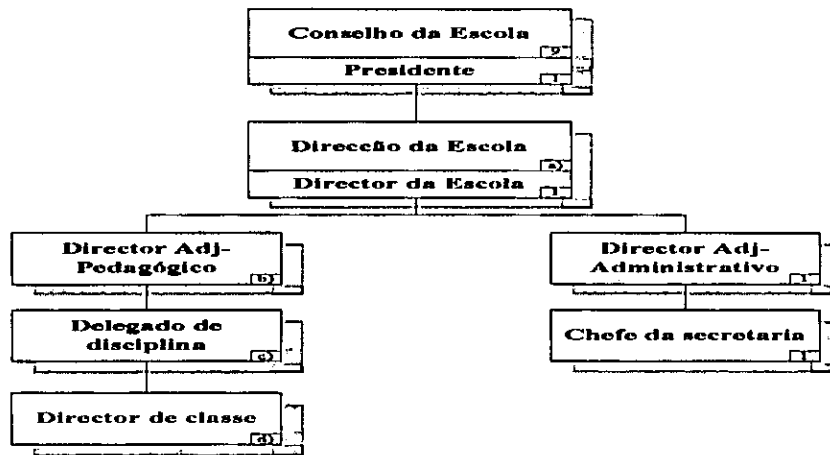 Conselho da Escola
9
Presidente
1
Direcção da Escola
a)
Director da Escola
1
Director Adj-
Pedagógico
b)
Director Adj-
Administrativo
1
Delegado de
disciplina
c)
Chefe da secretaria
1
Director de classe
d)